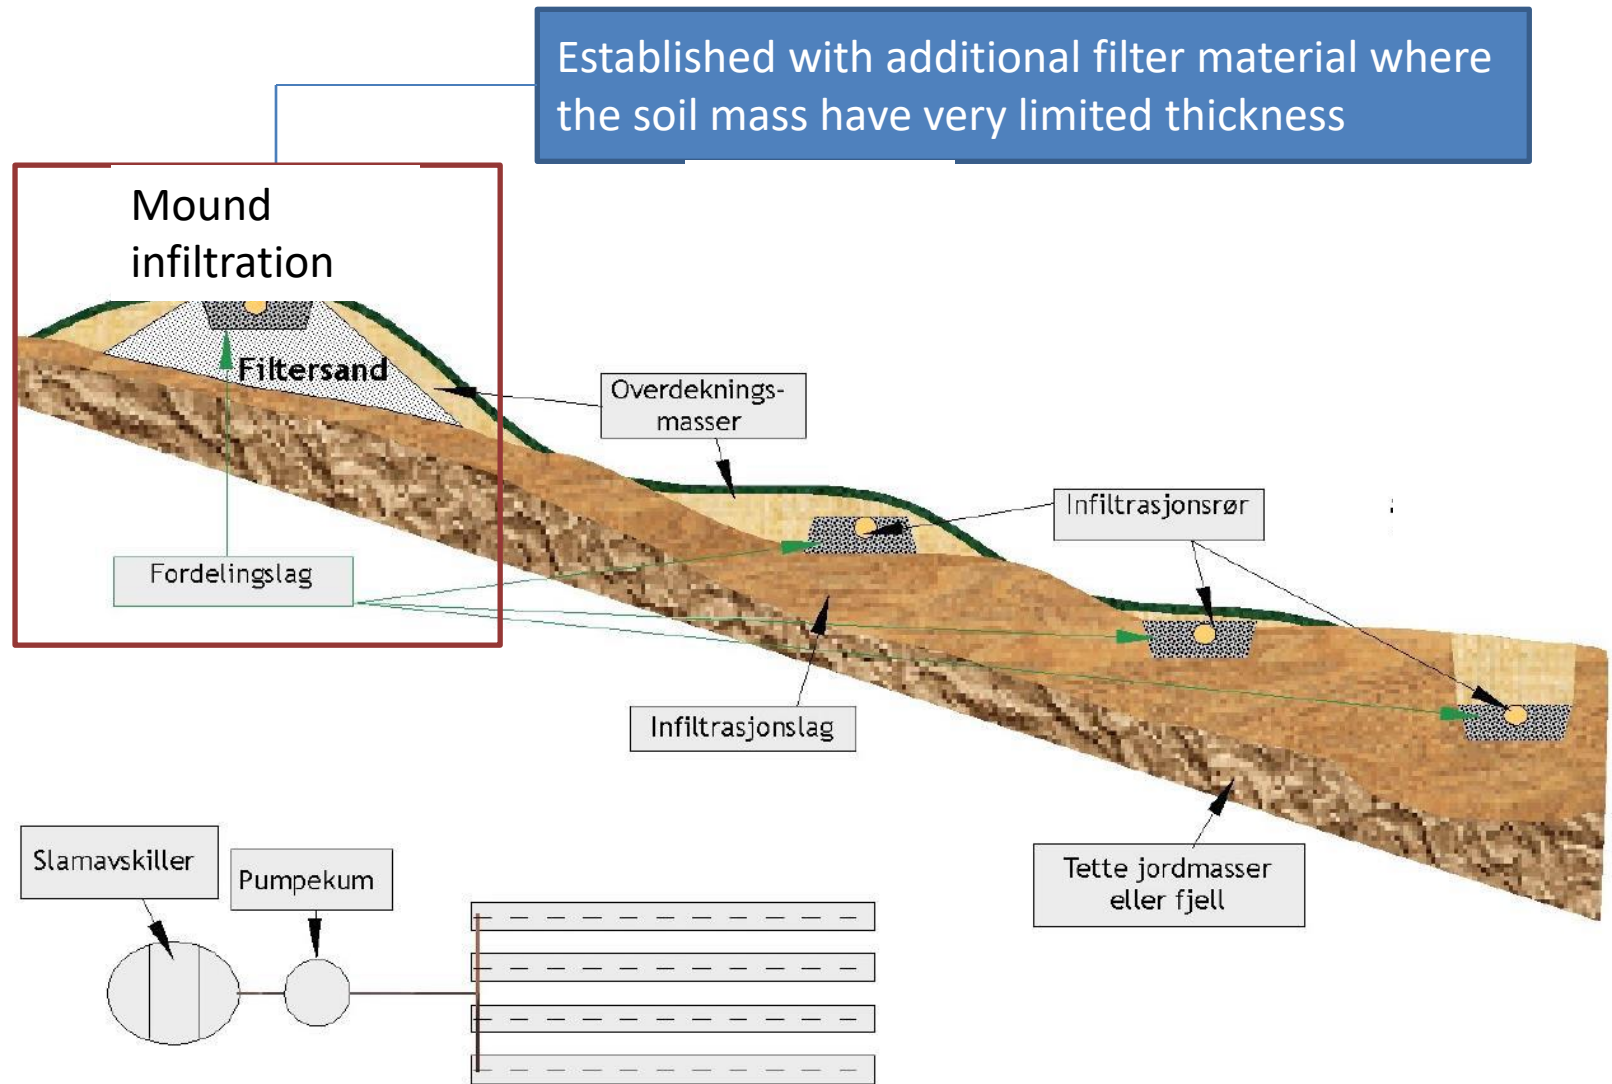 Established with additional filter material where
the soil mass have very limited thickness
Mound
infiltration
Filtersand
Overdeknings-
masser
Infiltrasjonsrør
Fordelingslag
Infiltrasjonslag
Tette jordmasser
eller fjell
Slamavskiller
Pumpekum